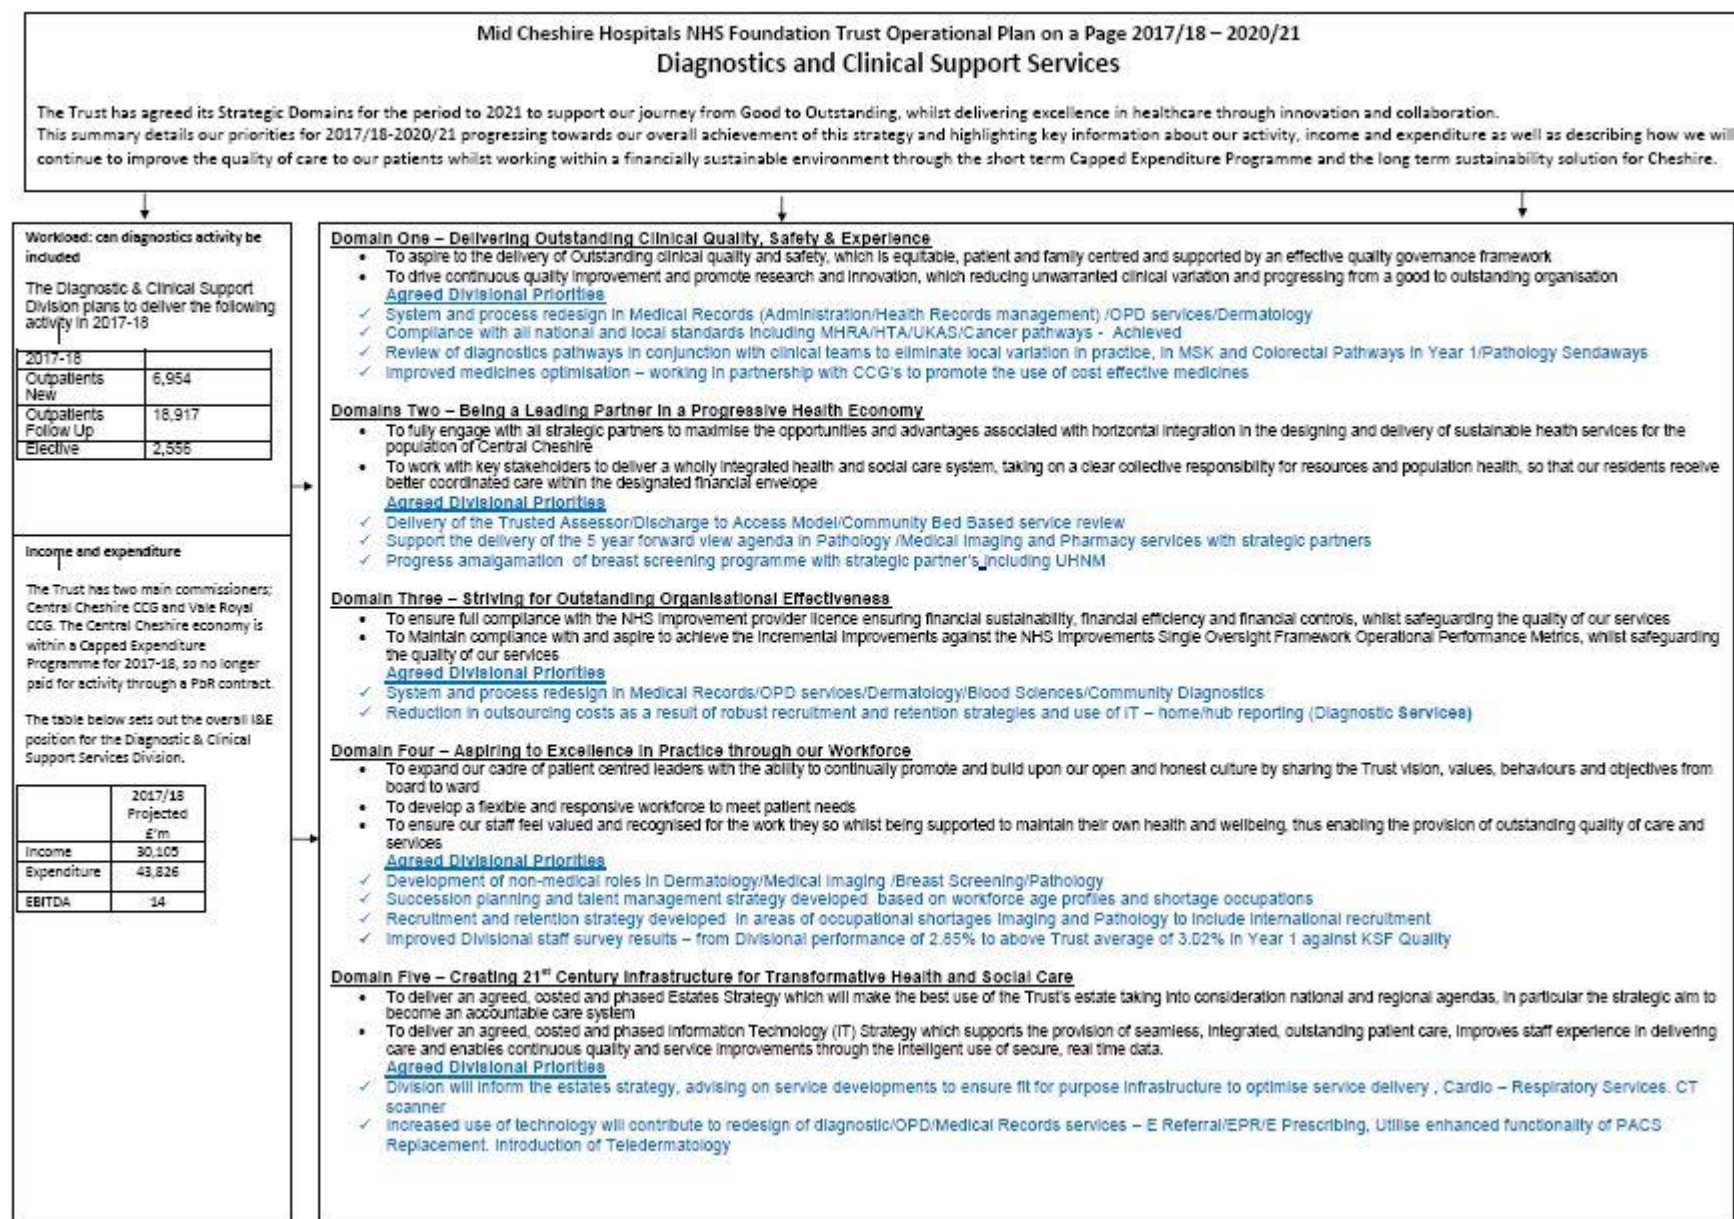 Mid Cheshire Hospitals NHS Foundation Trust Operational Plan on a Page 2017/18 – 2020/21
Diagnostics and Clinical Support Services
The Trust has agreed its Strategic Domains for the period to 2021 to support our journey from Good to Outstanding, whilst delivering excellence in healthcare through innovation and collaboration.
This summary details our priorities for 2017/18-2020/21 progressing towards our overall achievement of this strategy and highlighting key information about our activity, income and expenditure as well as describing how we will
continue to improve the quality of care to our patients whilst working within a financially sustainable environment through the short term Capped Expenditure Programme and the long term sustainability solution for Cheshire.
Workload: can diagnostics activity be
included
The Diagnostic & Clinical Support
Division plans to deliver the following
activity in 2017-18
2017-18
Outpatients New 6,954
Outpatients Follow Up 18,917
Elective 2,556
Income and expenditure
The Trust has two main commissioners;
Central Cheshire CCG and Vale Royal
CCG. The Central Cheshire economy is
within a Capped Expenditure
Programme for 2017-18, so no longer
paid for activity through a PbR contract.
The table below sets out the overall I&E
position for the Diagnostic & Clinical
Support Services Division.
2017/18
Projected
£'m
Income 30,105
Expenditure 43,826
EBITDA 14
Domain One – Delivering Outstanding Clinical Quality, Safety & Experience
• To aspire to the delivery of Outstanding clinical quality and safety, which is equitable, patient and family centred and supported by an effective quality governance framework
• To drive continuous quality improvement and promote research and innovation, which reducing unwarranted clinical variation and progressing from a good to outstanding organisation
Agreed Divisional Priorities
✓ System and process redesign in Medical Records (Administration/Health Records management) /OPD services/Dermatology
✓ Compliance with all national and local standards including MHRA/HTA/UKAS/Cancer pathways - Achieved
✓ Review of diagnostics pathways in conjunction with clinical teams to eliminate local variation in practice, in MSK and Colorectal Pathways in Year 1/Pathology Sendaways
✓ Improved medicines optimisation – working in partnership with CCG's to promote the use of cost effective medicines
Domains Two – Being a Leading Partner in a Progressive Health Economy
• To fully engage with all strategic partners to maximise the opportunities and advantages associated with horizontal integration in the designing and delivery of sustainable health services for the
population of Central Cheshire
• To work with key stakeholders to deliver a wholly integrated health and social care system, taking on a clear collective responsibility for resources and population health, so that our residents receive
better coordinated care within the designated financial envelope
Agreed Divisional Priorities
✓ Delivery of the Trusted Assessor/Discharge to Access Model/Community Bed Based service review
✓ Support the delivery of the 5 year forward view agenda in Pathology /Medical Imaging and Pharmacy services with strategic partners
✓ Progress amalgamation of breast screening programme with strategic partner's including UHNM
Domain Three – Striving for Outstanding Organisational Effectiveness
• To ensure full compliance with the NHS Improvement provider licence ensuring financial sustainability, financial efficiency and financial controls, whilst safeguarding the quality of our services
• To Maintain compliance with and aspire to achieve the incremental improvements against the NHS Improvements Single Oversight Framework Operational Performance Metrics, whilst safeguarding
the quality of our services
Agreed Divisional Priorities
✓ System and process redesign in Medical Records/OPD services/Dermatology/Blood Sciences/Community Diagnostics
✓ Reduction in outsourcing costs as a result of robust recruitment and retention strategies and use of IT – home/hub reporting (Diagnostic Services)
Domain Four – Aspiring to Excellence in Practice through our Workforce
• To expand our cadre of patient centred leaders with the ability to continually promote and build upon our open and honest culture by sharing the Trust vision, values, behaviours and objectives from
board to ward
• To develop a flexible and responsive workforce to meet patient needs
• To ensure our staff feel valued and recognised for the work they so whilst being supported to maintain their own health and wellbeing, thus enabling the provision of outstanding quality of care and
services
Agreed Divisional Priorities
✓ Development of non-medical roles in Dermatology/Medical Imaging /Breast Screening/Pathology
✓ Succession planning and talent management strategy developed based on workforce age profiles and shortage occupations
✓ Recruitment and retention strategy developed in areas of occupational shortages Imaging and Pathology to include international recruitment
✓ Improved Divisional staff survey results – from Divisional performance of 2.85% to above Trust average of 3.02% in Year 1 against KSF Quality
Domain Five – Creating 21st Century Infrastructure for Transformative Health and Social Care
• To deliver an agreed, costed and phased Estates Strategy which will make the best use of the Trust's estate taking into consideration national and regional agendas, in particular the strategic aim to
become an accountable care system
• To deliver an agreed, costed and phased Information Technology (IT) Strategy which supports the provision of seamless, integrated, outstanding patient care, improves staff experience in delivering
care and enables continuous quality and service improvements through the intelligent use of secure, real time data.
Agreed Divisional Priorities
✓ Division will inform the estates strategy, advising on service developments to ensure fit for purpose infrastructure to optimise service delivery , Cardio – Respiratory Services. CT
scanner
✓ Increased use of technology will contribute to redesign of diagnostic/OPD/Medical Records services – E Referral/EPR/E Prescribing, Utilise enhanced functionality of PACS
Replacement. Introduction of Teledermatology